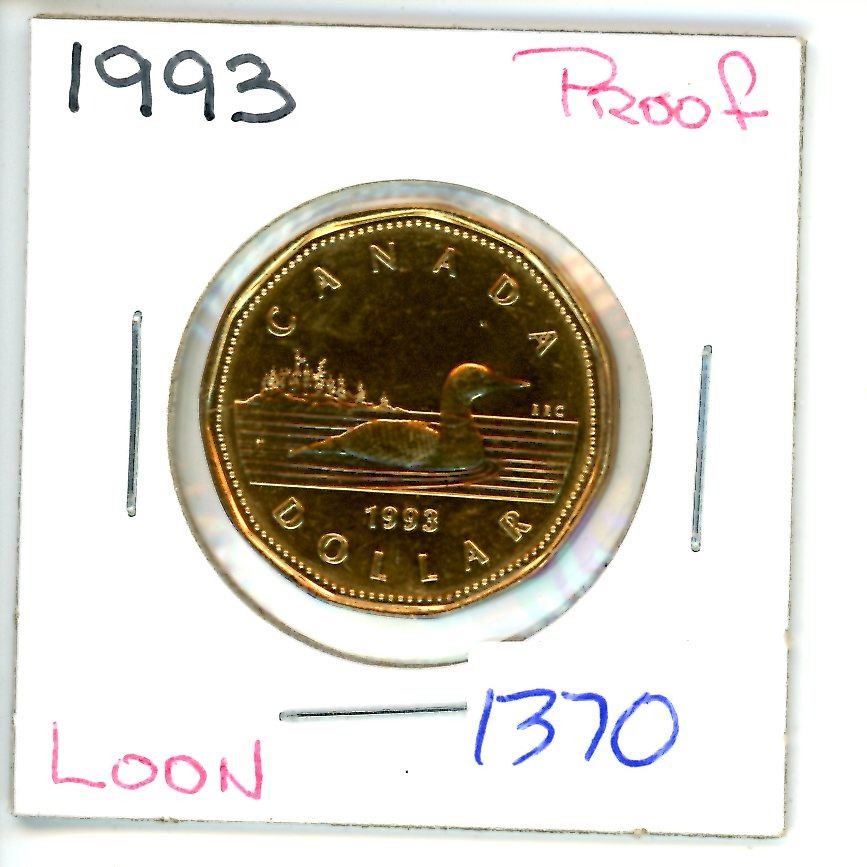 1993 Proof
CANADA
RRC
1993
DOLLAR
1370
LOON